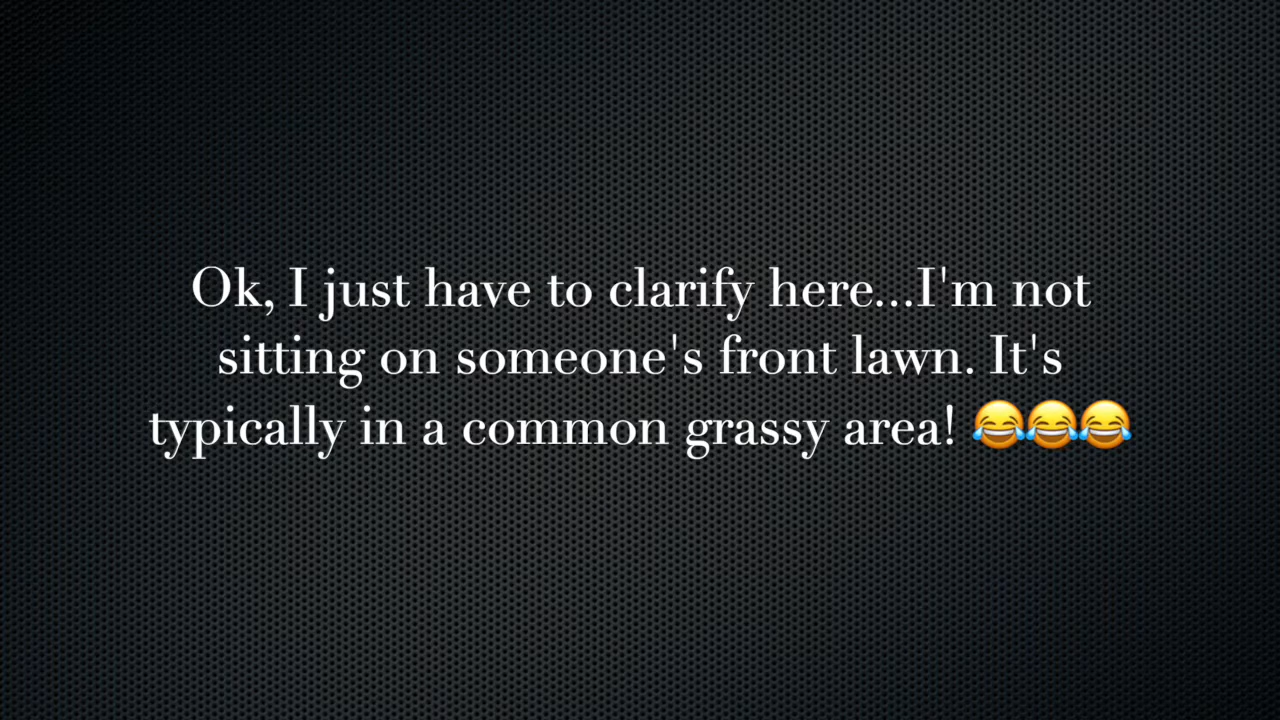 Ok, I just have to clarify here...I'm not
sitting on someone's front lawn. It's
typically in a common grassy area! 😂😂😂